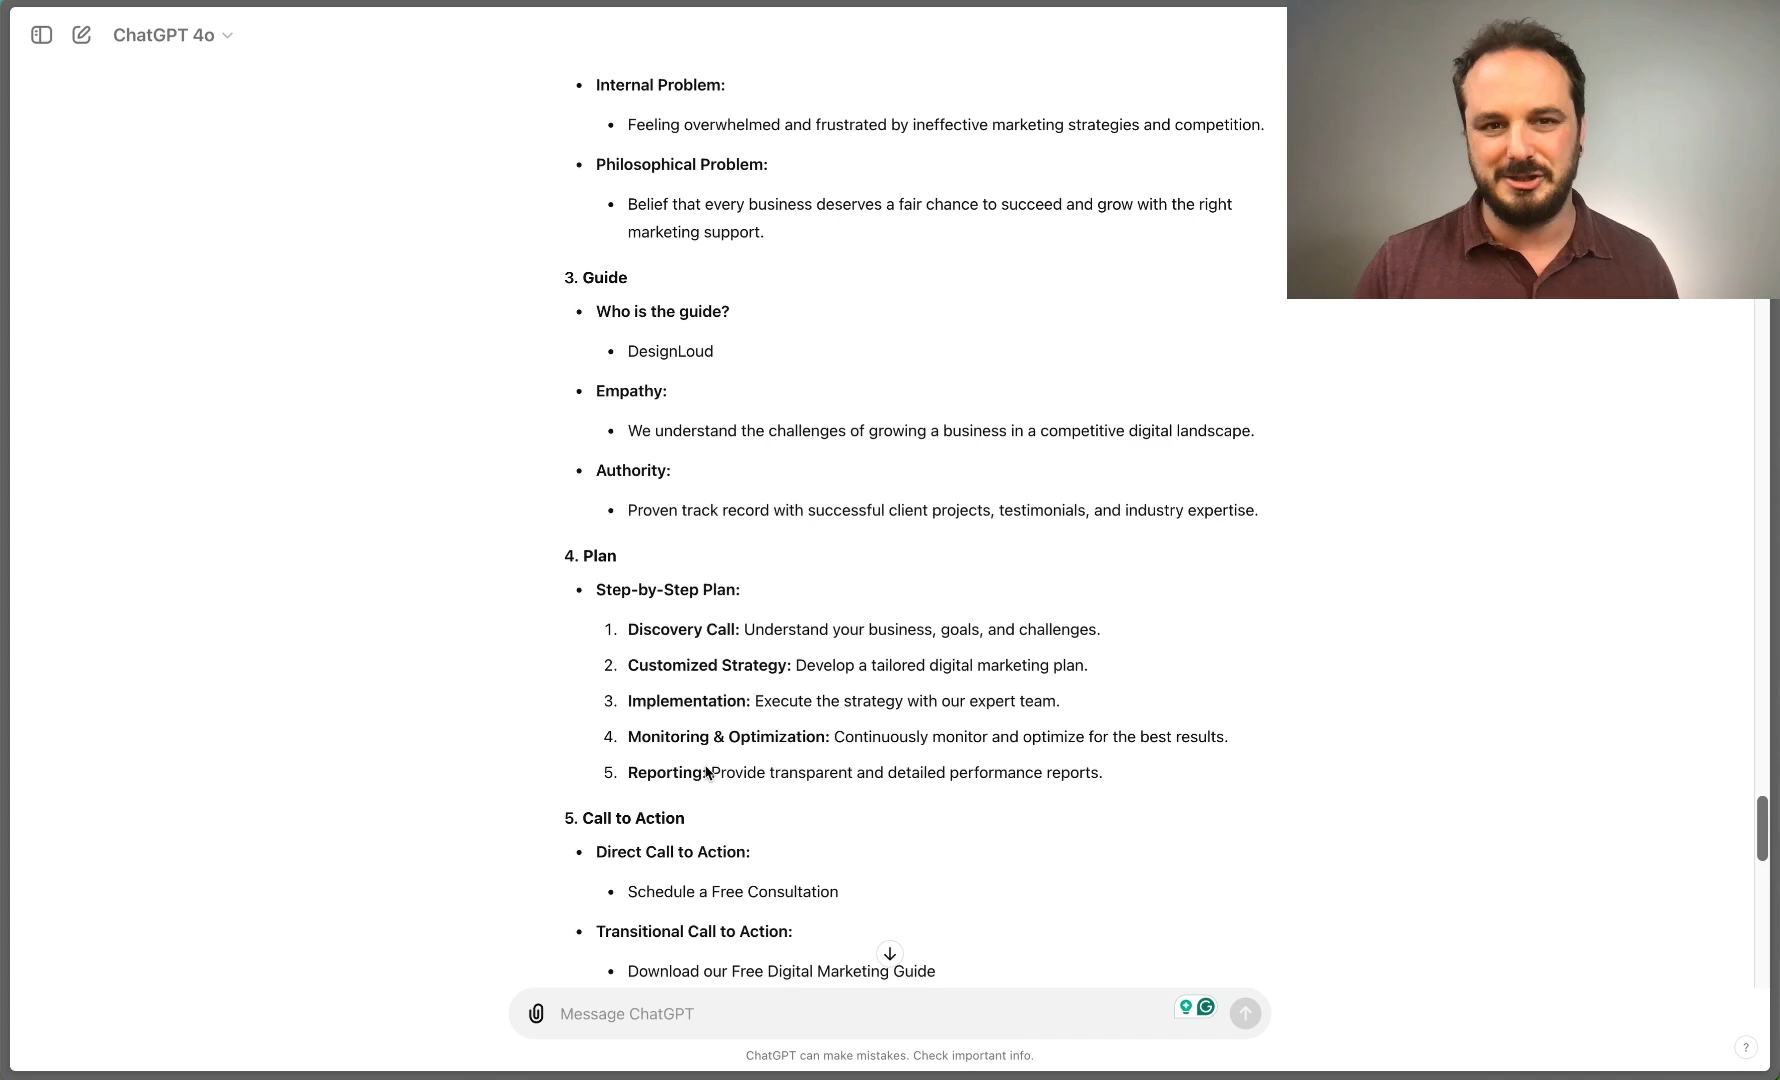 ChatGPT 4o
Internal Problem:
Feeling overwhelmed and frustrated by ineffective marketing strategies and competition.
Philosophical Problem:
Belief that every business deserves a fair chance to succeed and grow with the right
marketing support.
3. Guide
Who is the guide?
DesignLoud
Empathy:
We understand the challenges of growing a business in a competitive digital landscape.
Authority:
Proven track record with successful client projects, testimonials, and industry expertise.
4. Plan
Step-by-Step Plan:
1. Discovery Call: Understand your business, goals, and challenges.
2. Customized Strategy: Develop a tailored digital marketing plan.
3. Implementation: Execute the strategy with our expert team.
4. Monitoring & Optimization: Continuously monitor and optimize for the best results.
5. Reporting: Provide transparent and detailed performance reports.
5. Call to Action
Direct Call to Action:
Schedule a Free Consultation
Transitional Call to Action:
Download our Free Digital Marketing Guide
Message ChatGPT
ChatGPT can make mistakes. Check important info.
?